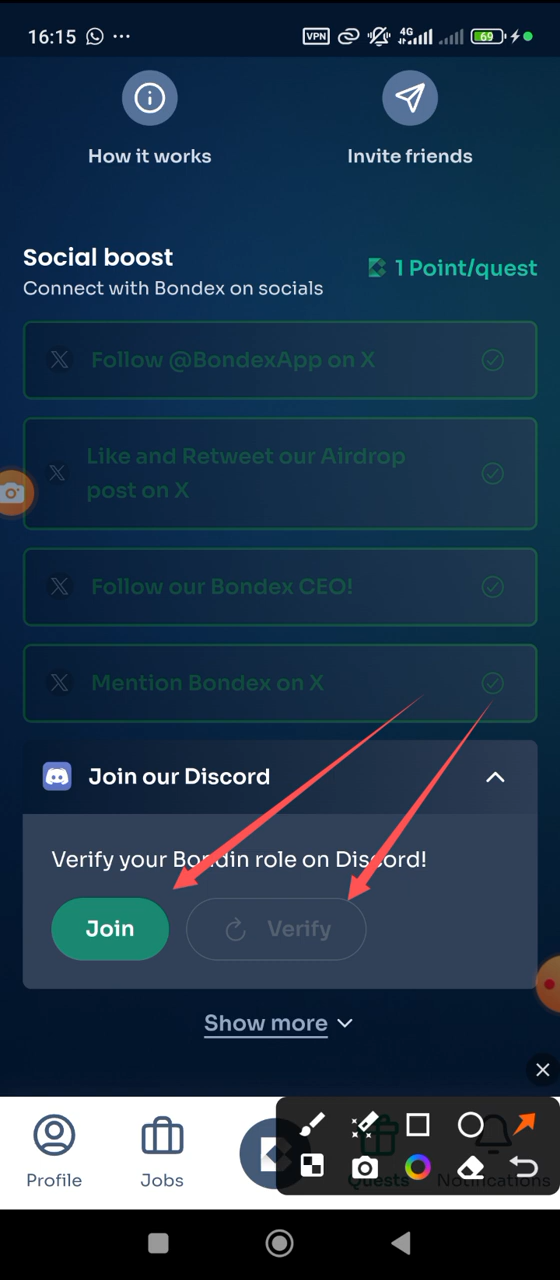 16:15
VPN
4G
69
How it works
Invite friends
Social boost
1 Point/quest
Connect with Bondex on socials
Follow @BondexApp on X
Like and Retweet our Airdrop
post on X
Follow our Bondex CEO!
Mention Bondex on X
Join our Discord
Verify your Bondin role on Discord!
Join
Verify
Show more
Profile
Jobs
Quests
Notifications